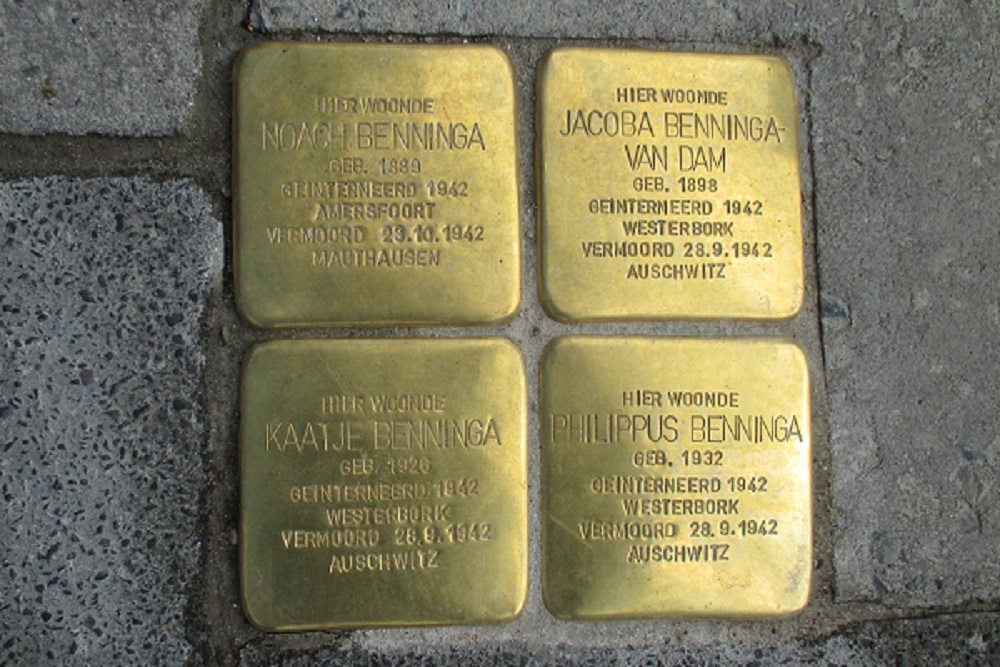 HIER WOONDE
NOACH BENNINGA
GEB. 1889
GEINTERNEERD 1942
AMERSFOORT
VERMOORD 23.10.1942
MAUTHAUSEN
HIER WOONDE
JACOBA BENNINGA-
VAN DAM
GEB. 1898
GEINTERNEERD 1942
WESTERBORK
VERMOORD 28.9.1942
AUSCHWITZ
HIER WOONDE
KAATJE BENNINGA
GEB. 1926
GEINTERNEERD 1942
WESTERBORK
VERMOORD 28.9.1942
AUSCHWITZ
HIER WOONDE
PHILIPPUS BENNINGA
GEB. 1932
GEINTERNEERD 1942
WESTERBORK
VERMOORD 28.9.1942
AUSCHWITZ